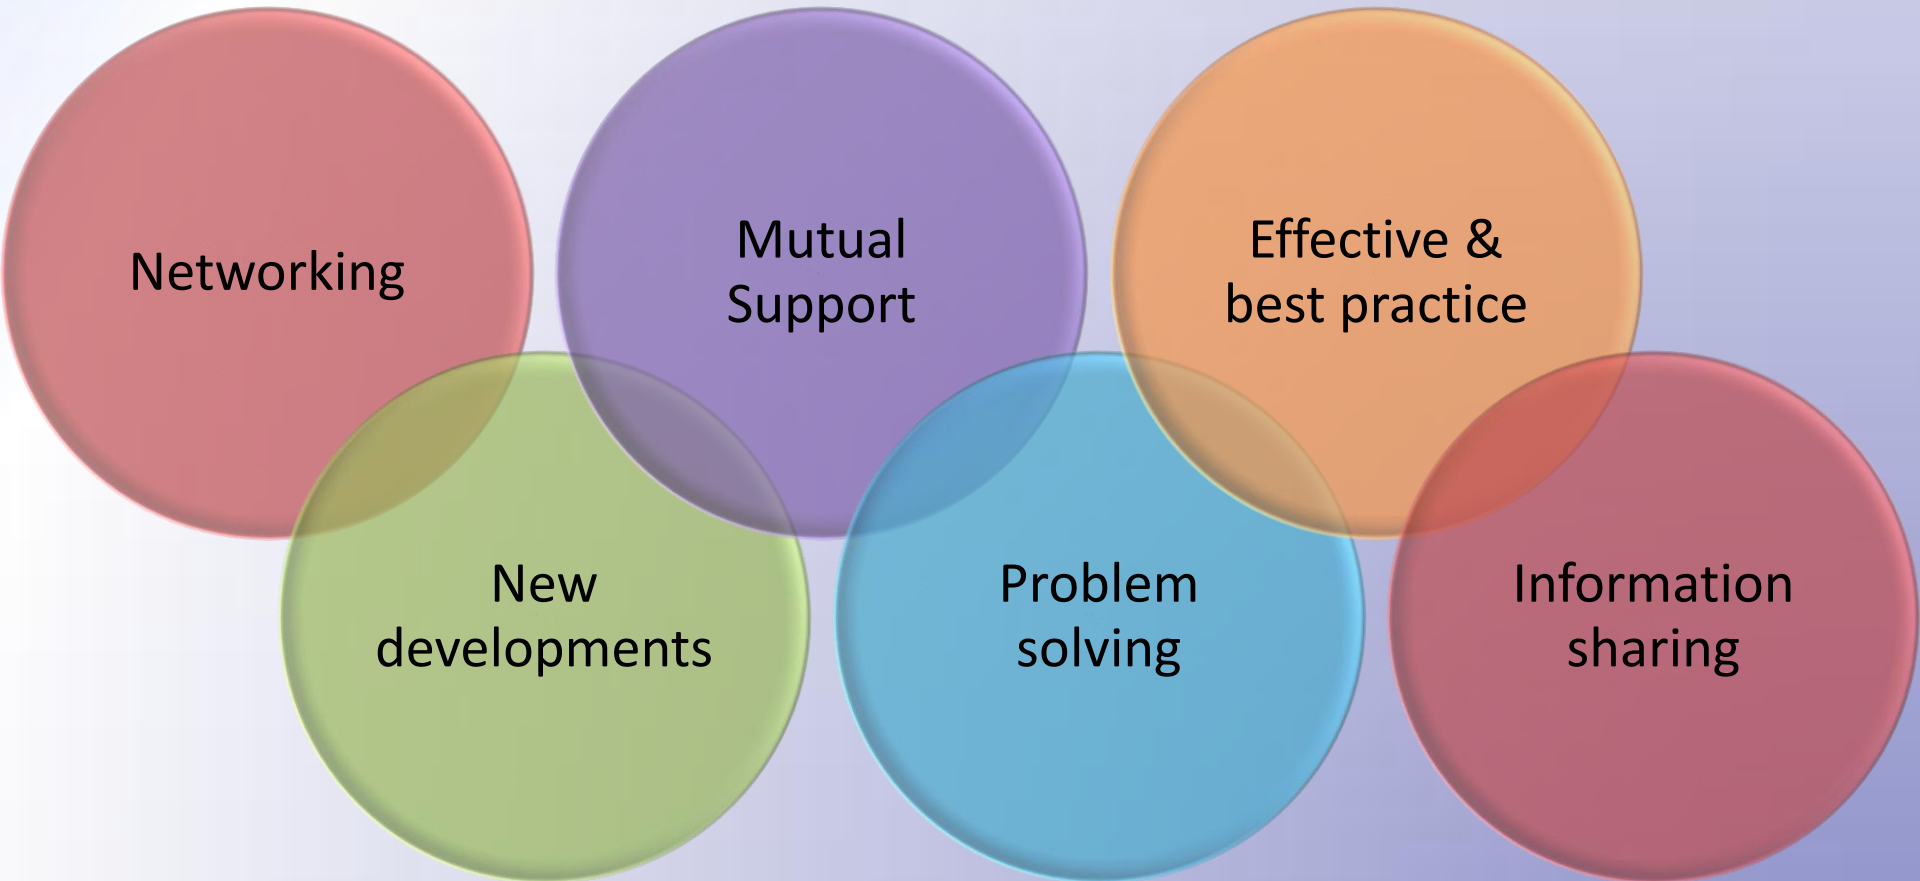 Networking
Mutual
Support
Effective &
best practice
New
developments
Problem
solving
Information
sharing